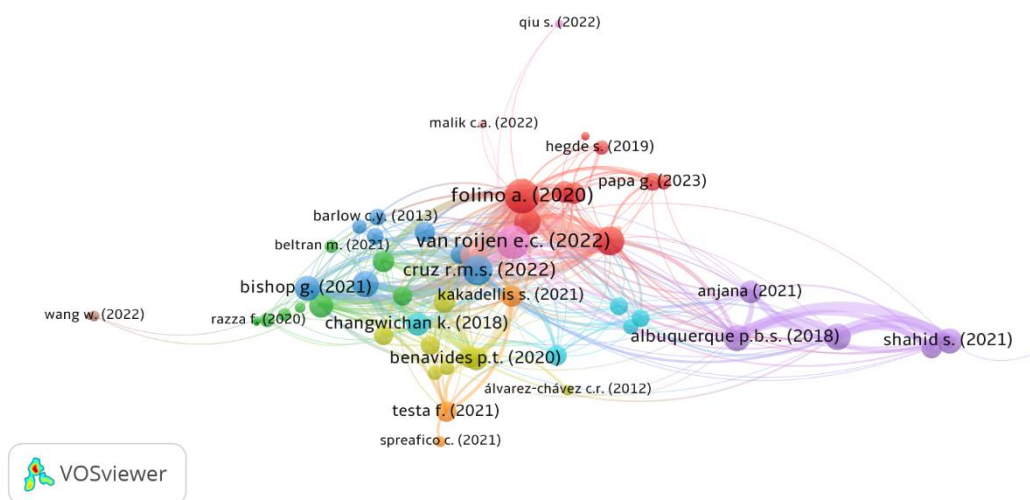 qiu s. (2022)
malik c.a. (2022)
hegde s. (2019)
papa g. (2023)
folino a. (2020)
barlow c.y. (2013)
van roijen e.c. (2022)
beltran m. (2021)
cruz r.m.s. (2022)
bishop g. (2021)
kakadellis s. (2021)
anjana (2021)
wang w. (2022)
razza f. (2020)
changwichan k. (2018)
albuquerque p.b.s. (2018)
shahid s. (2021)
benavides p.t. (2020)
álvarez-chávez c.r. (2012)
testa f. (2021)
spreafico c. (2021)
VOSviewer